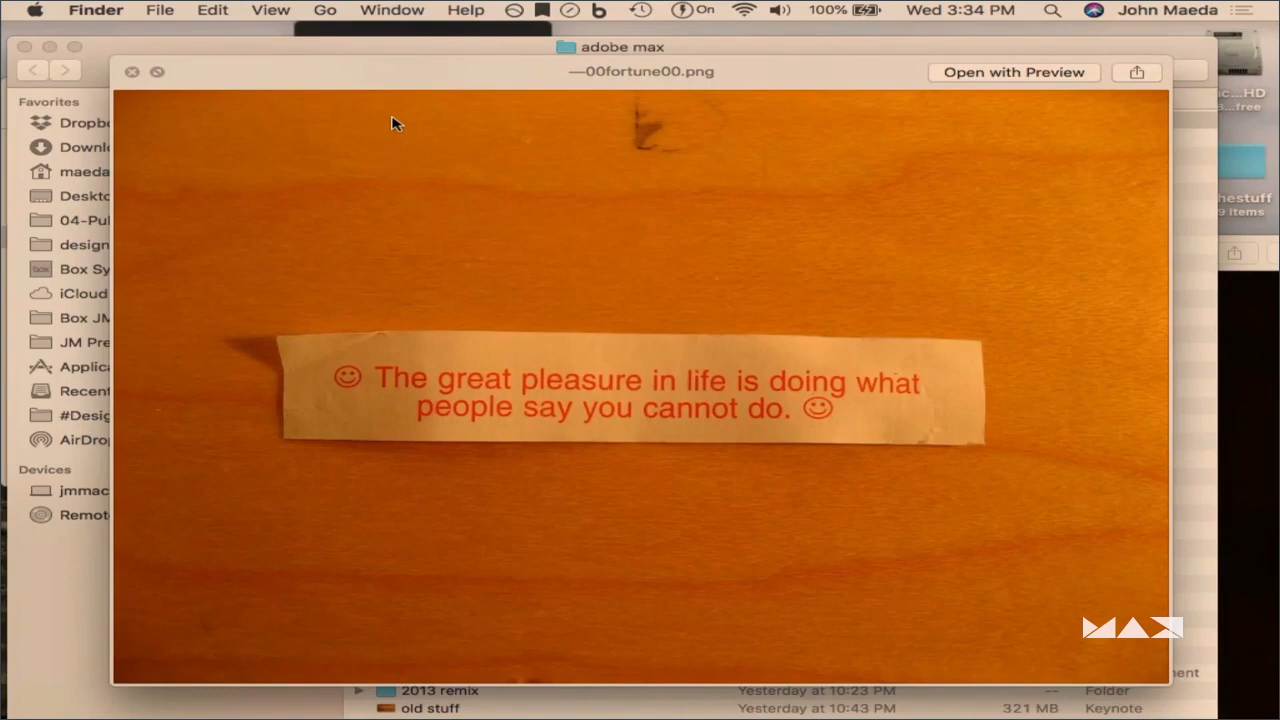 Finder File Edit View Go Window Help On 100% Wed 3:34 PM John Maeda
adobe max
—00fortune00.png
Open with Preview
Favorites
Dropbe
Downlo
maeda
Deskto
04-Pul
design
Box Sy
iCloud
Box JM
JM Pre
Applica
Recent
#Desig
AirDrop
Devices
jmmac
Remot
c...HD
...free
hestuff
9 items
☺ The great pleasure in life is doing what
people say you cannot do. ☺
MAX
2013 remix Yesterday at 10:23 PM -- Folder
old stuff Yesterday at 10:43 PM 321 MB Keynote